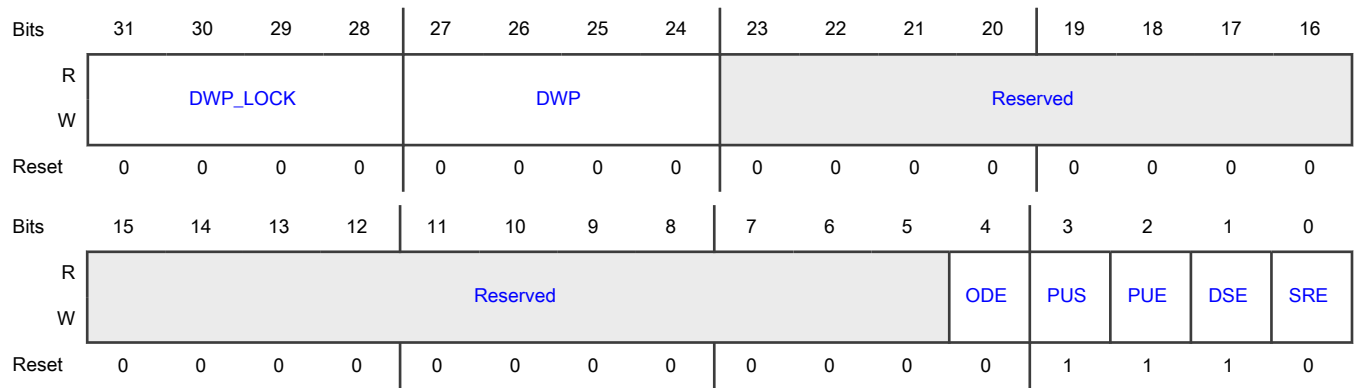 Bits 31 30 29 28 27 26 25 24 23 22 21 20 19 18 17 16
R
DWP_LOCK DWP Reserved
W
Reset 0 0 0 0 0 0 0 0 0 0 0 0 0 0 0 0
Bits 15 14 13 12 11 10 9 8 7 6 5 4 3 2 1 0
R
Reserved ODE PUS PUE DSE SRE
W
Reset 0 0 0 0 0 0 0 0 0 0 0 0 1 1 1 0